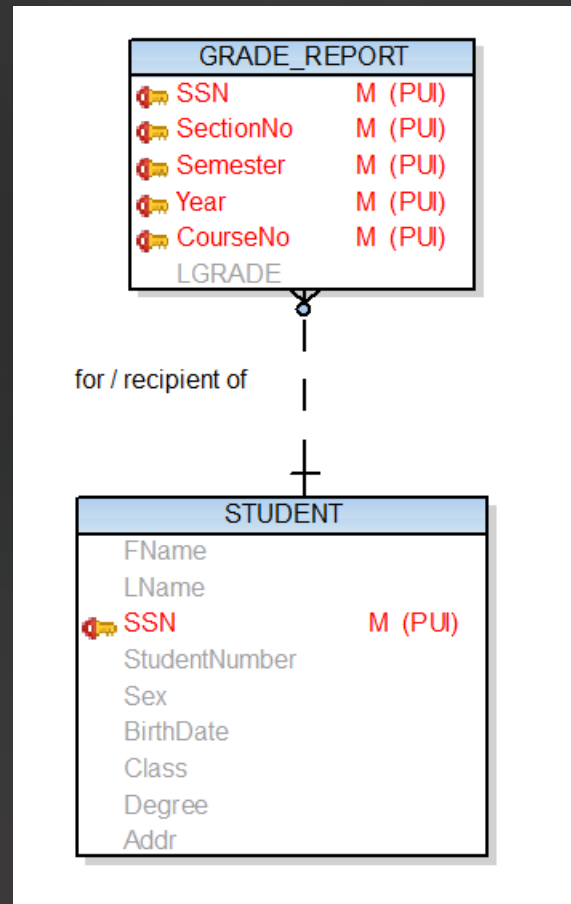 GRADE_REPORT
SSN M (PUI)
SectionNo M (PUI)
Semester M (PUI)
Year M (PUI)
CourseNo M (PUI)
LGRADE
for / recipient of
STUDENT
FName
LName
SSN M (PUI)
StudentNumber
Sex
BirthDate
Class
Degree
Addr